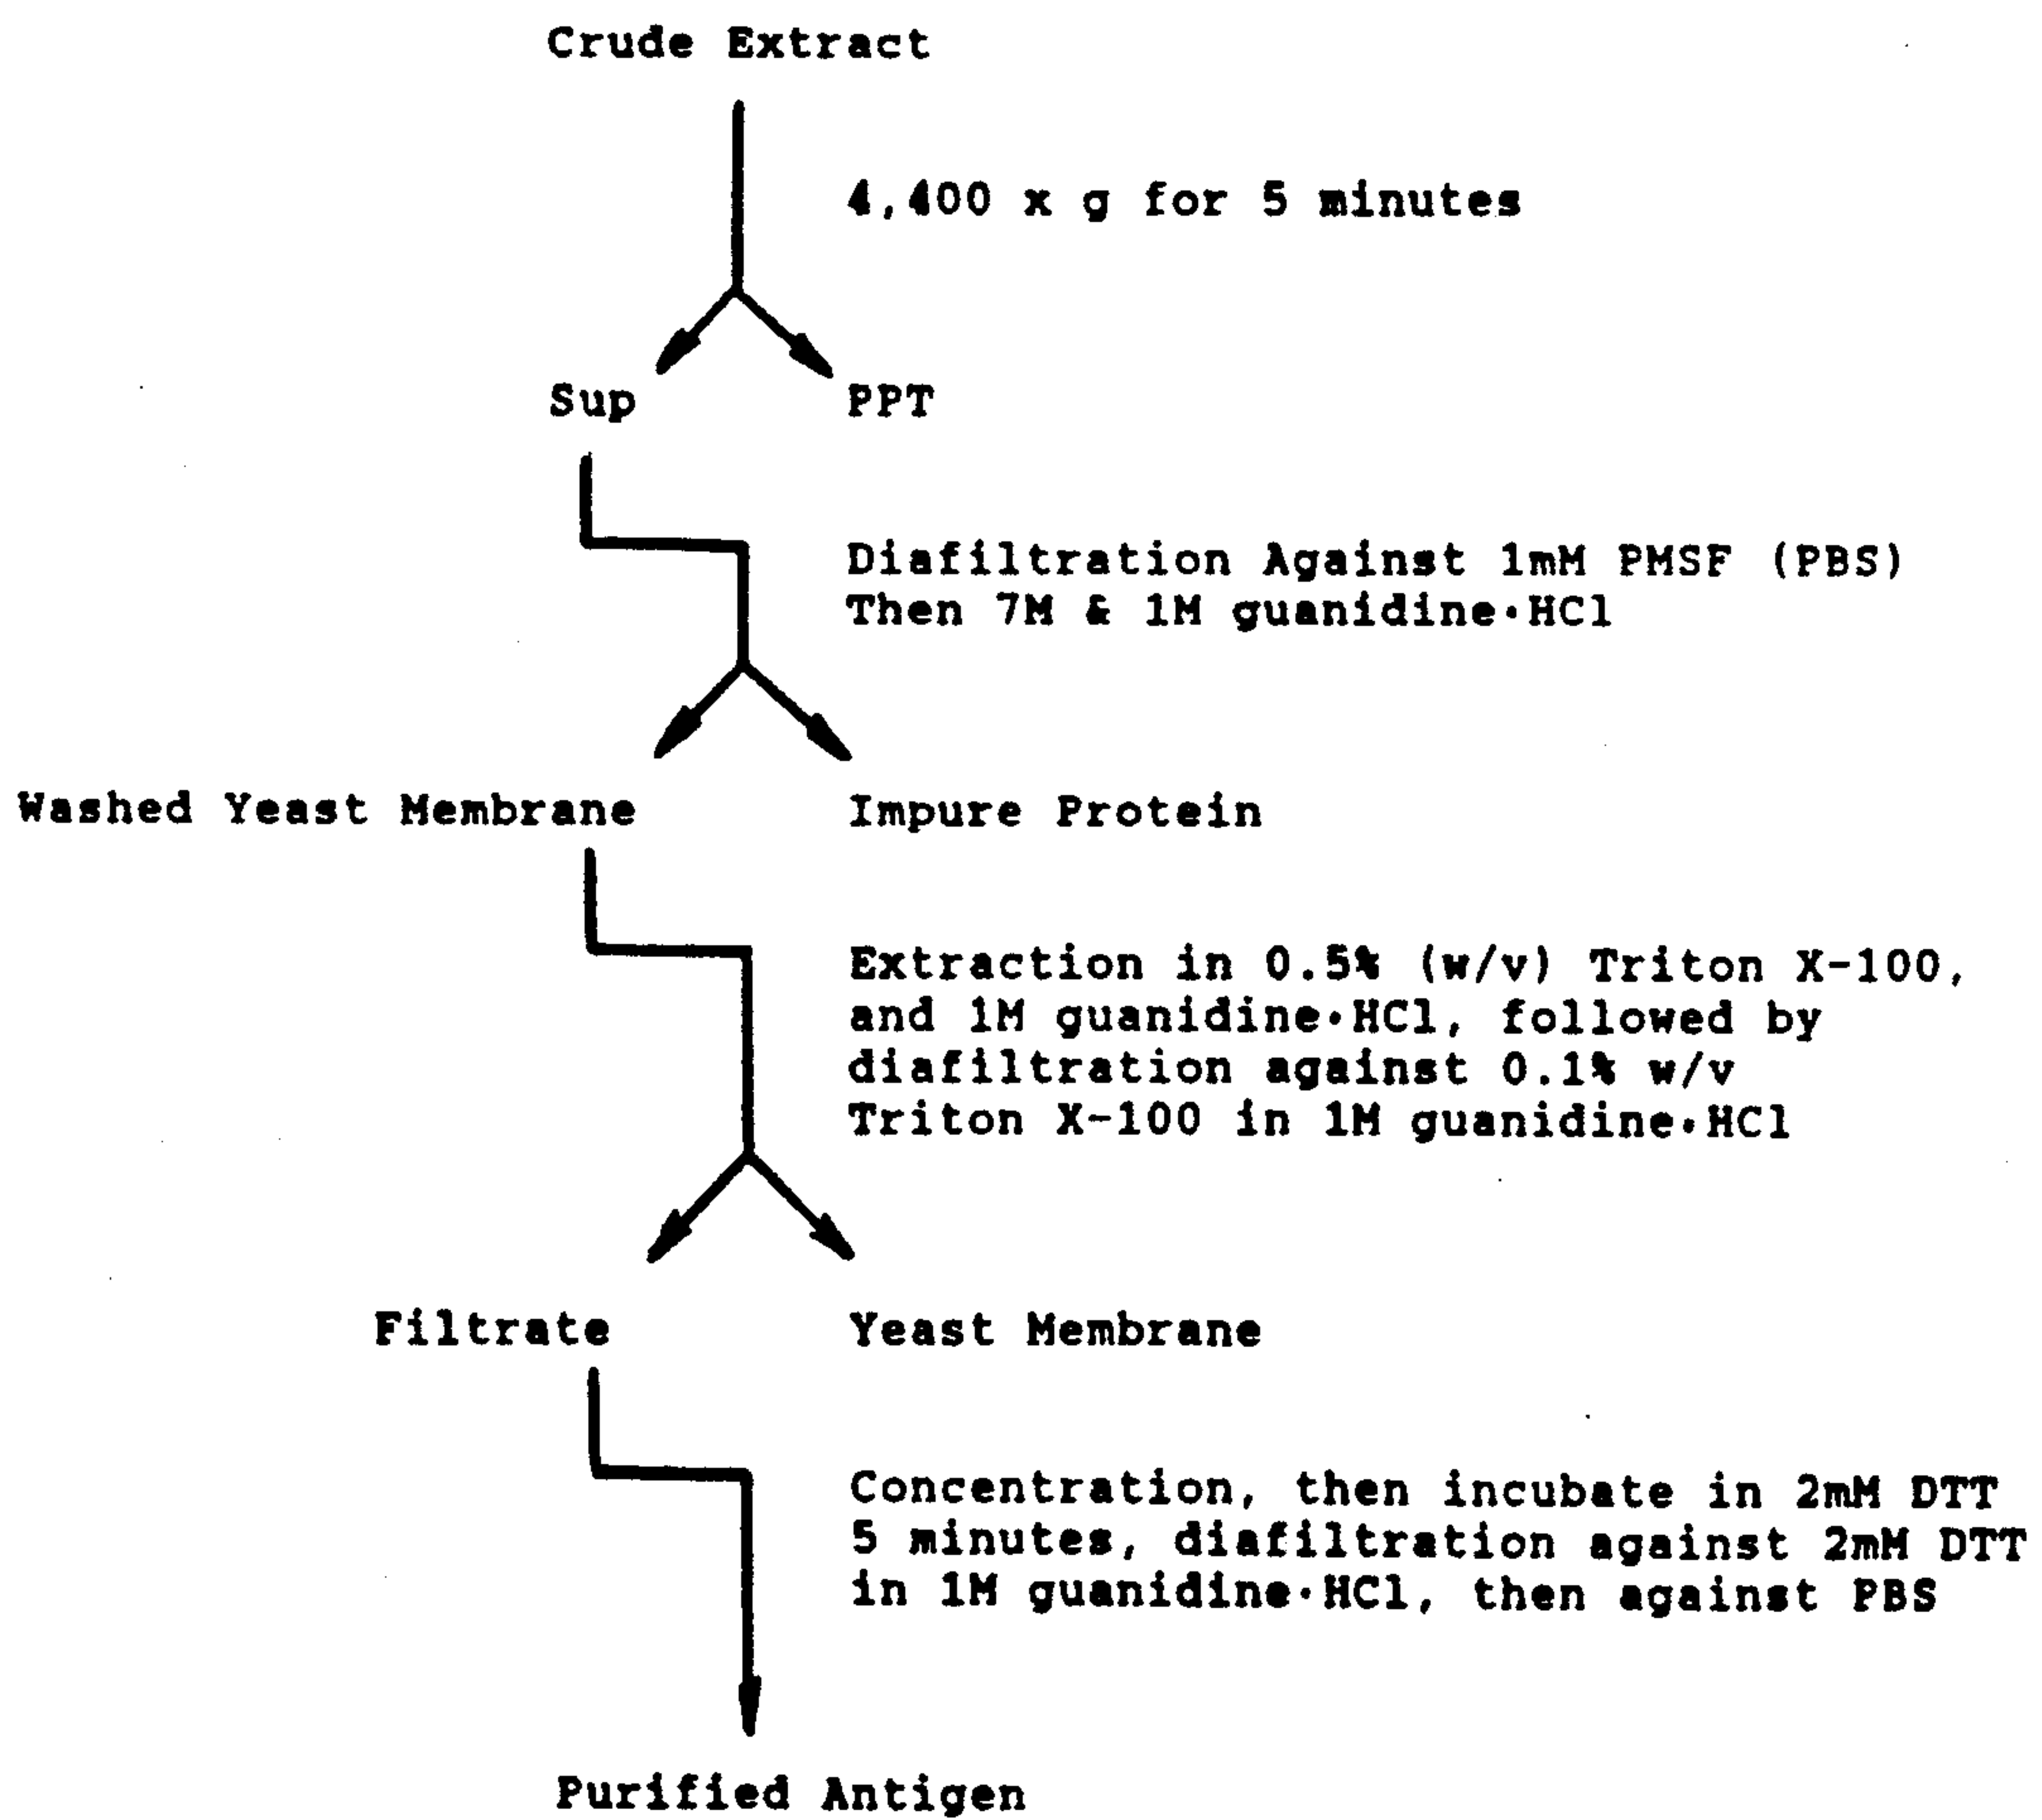 Crude Extract
4,400 x g for 5 minutes
Sup
PPT
Diafiltration Against 1mM PMSF (PBS)
Then 7M & 1M guanidine·HCl
Washed Yeast Membrane
Impure Protein
Extraction in 0.5% (w/v) Triton X-100,
and 1M guanidine·HCl, followed by
diafiltration against 0.1% w/v
Triton X-100 in 1M guanidine·HCl
Filtrate
Yeast Membrane
Concentration, then incubate in 2mM DTT
5 minutes, diafiltration against 2mM DTT
in 1M guanidine·HCl, then against PBS
Purified Antigen